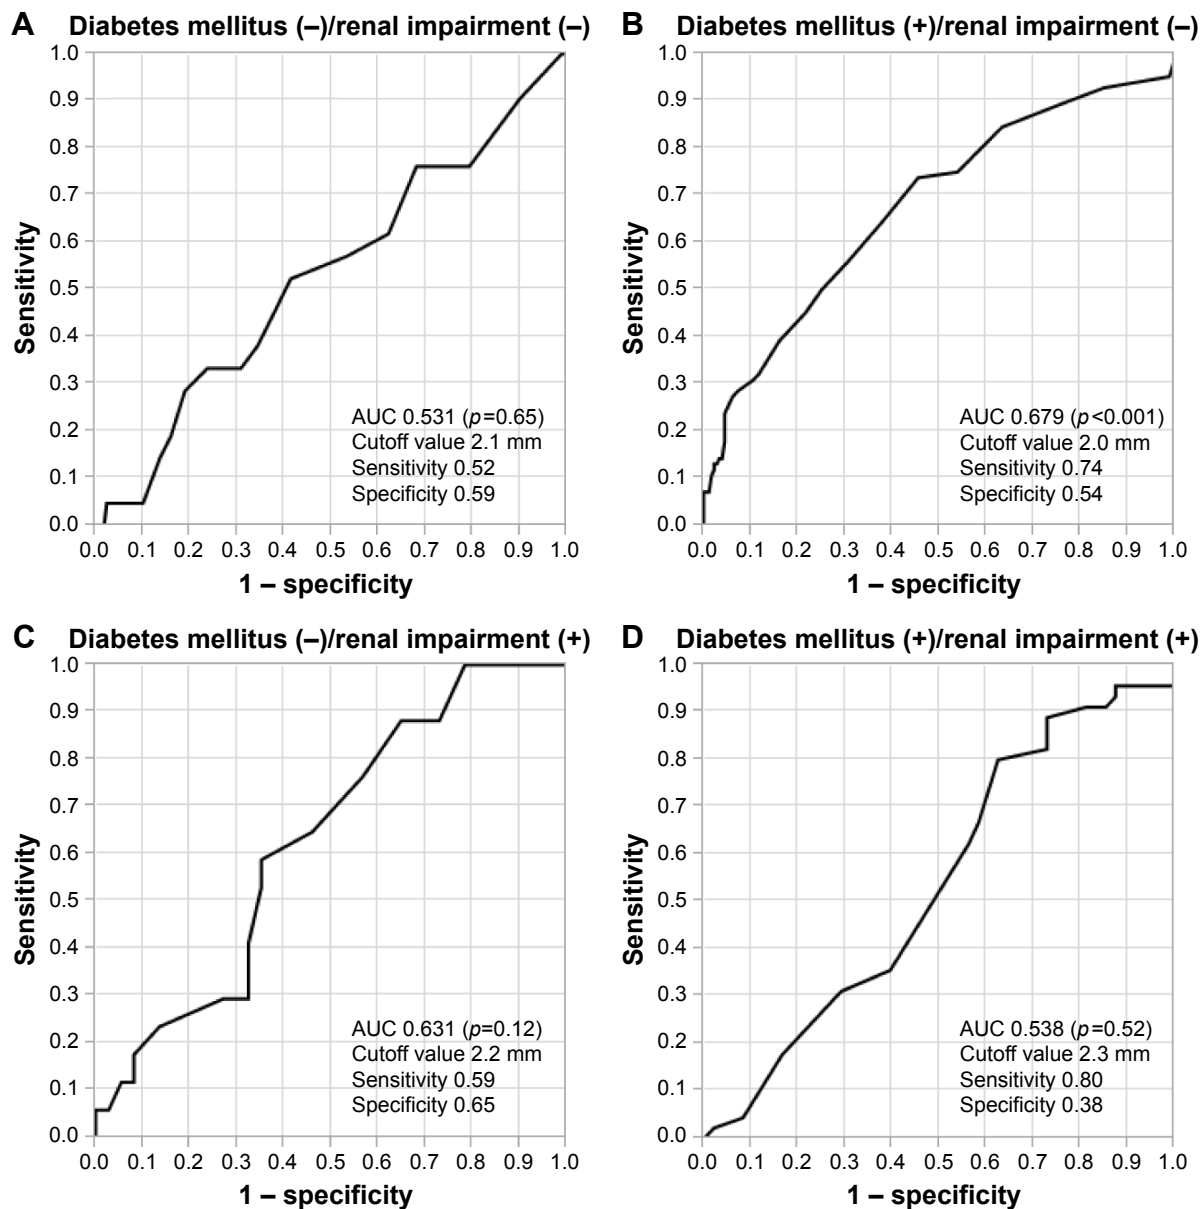 A Diabetes mellitus (–)/renal impairment (–)
1.0
0.9
0.8
0.7
0.6
0.5
0.4
0.3
0.2
0.1
0.0
Sensitivity
AUC 0.531 (p=0.65)
Cutoff value 2.1 mm
Sensitivity 0.52
Specificity 0.59
0.0 0.1 0.2 0.3 0.4 0.5 0.6 0.7 0.8 0.9 1.0
1 – specificity
B Diabetes mellitus (+)/renal impairment (–)
1.0
0.9
0.8
0.7
0.6
0.5
0.4
0.3
0.2
0.1
0.0
Sensitivity
AUC 0.679 (p<0.001)
Cutoff value 2.0 mm
Sensitivity 0.74
Specificity 0.54
0.0 0.1 0.2 0.3 0.4 0.5 0.6 0.7 0.8 0.9 1.0
1 – specificity
C Diabetes mellitus (–)/renal impairment (+)
1.0
0.9
0.8
0.7
0.6
0.5
0.4
0.3
0.2
0.1
0.0
Sensitivity
AUC 0.631 (p=0.12)
Cutoff value 2.2 mm
Sensitivity 0.59
Specificity 0.65
0.0 0.1 0.2 0.3 0.4 0.5 0.6 0.7 0.8 0.9 1.0
1 – specificity
D Diabetes mellitus (+)/renal impairment (+)
1.0
0.9
0.8
0.7
0.6
0.5
0.4
0.3
0.2
0.1
0.0
Sensitivity
AUC 0.538 (p=0.52)
Cutoff value 2.3 mm
Sensitivity 0.80
Specificity 0.38
0.0 0.1 0.2 0.3 0.4 0.5 0.6 0.7 0.8 0.9 1.0
1 – specificity